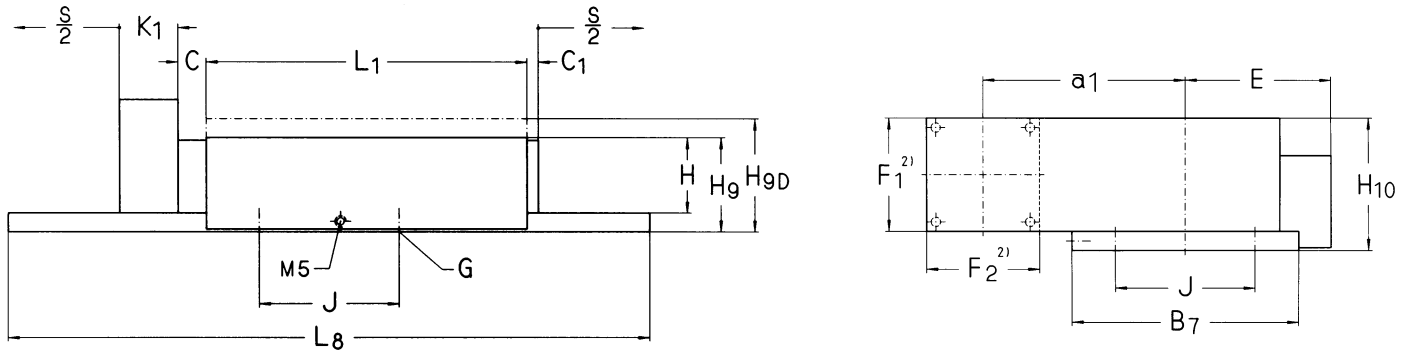 S/2 K1 S/2
C L1 C1
a1 E
H H9 H9D
F1 2) H10
M5 G
F2 2)
J J
L8 B7